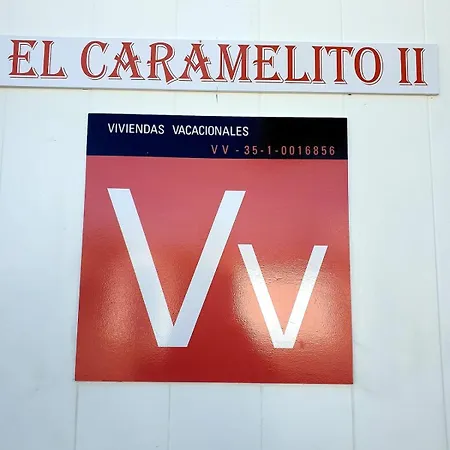 EL CARAMELITO II
VIVIENDAS VACACIONALES
VV - 35-1-0016856
Vv